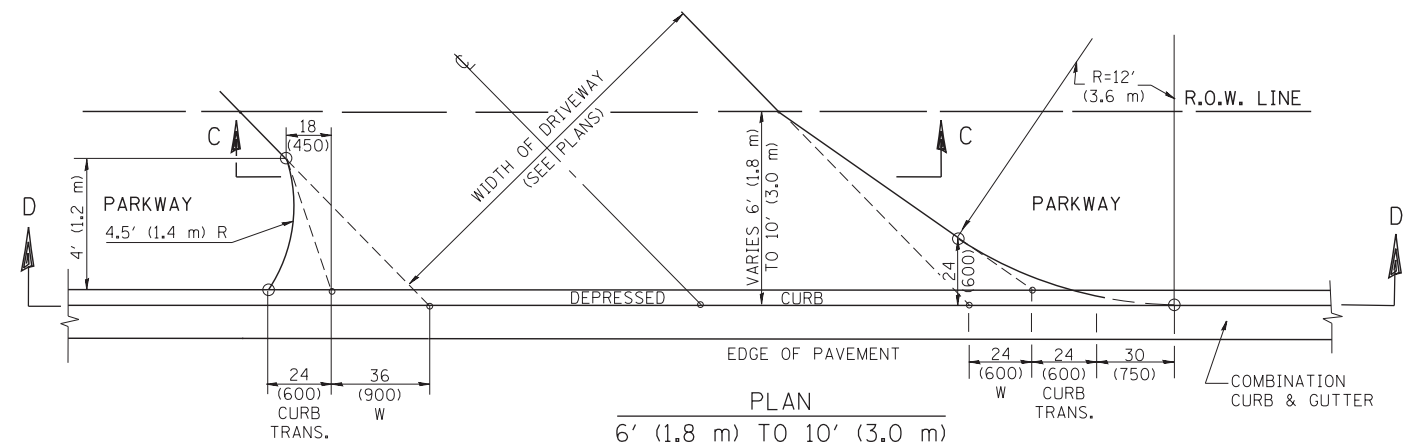 R=12'
(3.6 m)
R.O.W. LINE
18
(450)
C
C
℄
WIDTH OF DRIVEWAY
(SEE PLANS)
VARIES 6' (1.8 m)
TO 10' (3.0 m)
4' (1.2 m)
D
PARKWAY
4.5' (1.4 m) R
PARKWAY
D
24
(600)
DEPRESSED CURB
EDGE OF PAVEMENT
24
(600)
CURB
TRANS.
36
(900)
W
24
(600)
W
24
(600)
CURB
TRANS.
30
(750)
COMBINATION
CURB & GUTTER
PLAN
6' (1.8 m) TO 10' (3.0 m)